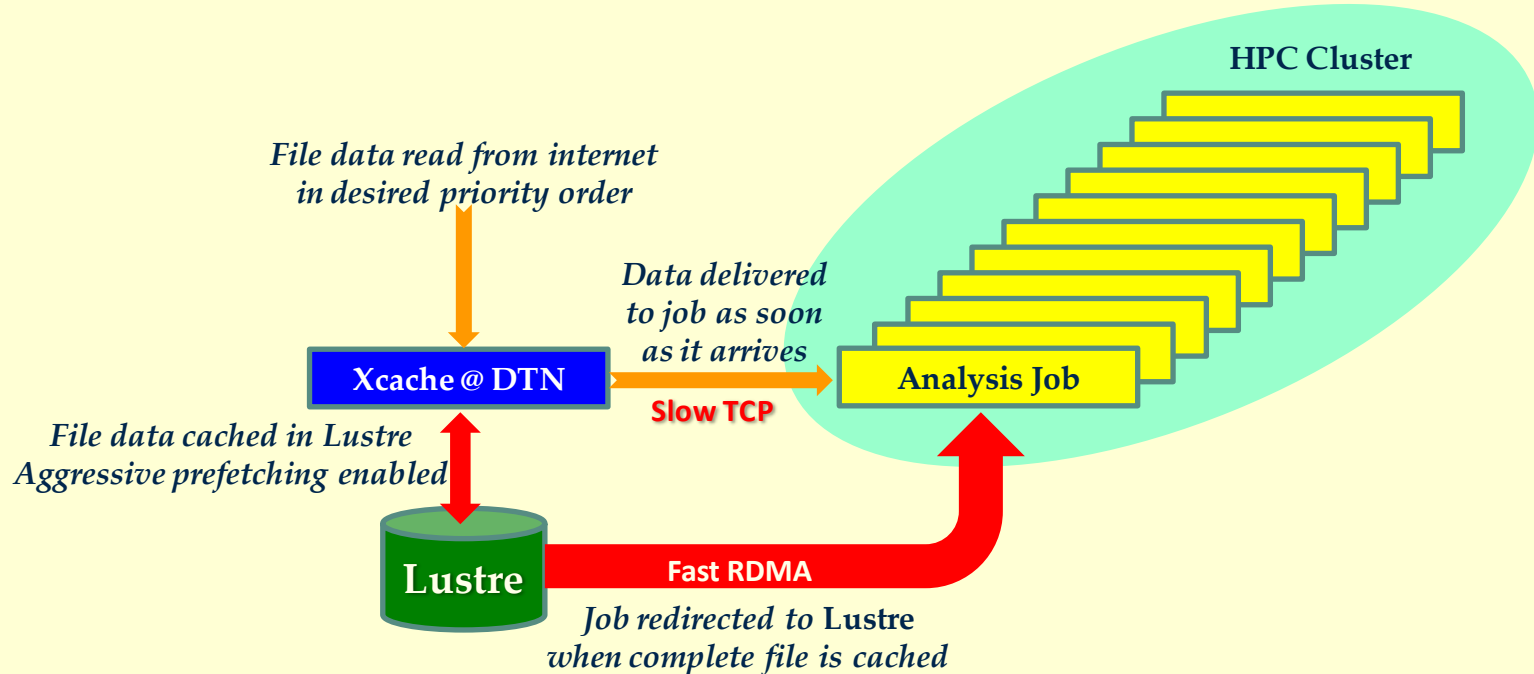 HPC Cluster
File data read from internet
in desired priority order
Data delivered
to job as soon
as it arrives
Xcache @ DTN
Slow TCP
Analysis Job
File data cached in Lustre
Aggressive prefetching enabled
Lustre
Fast RDMA
Job redirected to Lustre
when complete file is cached